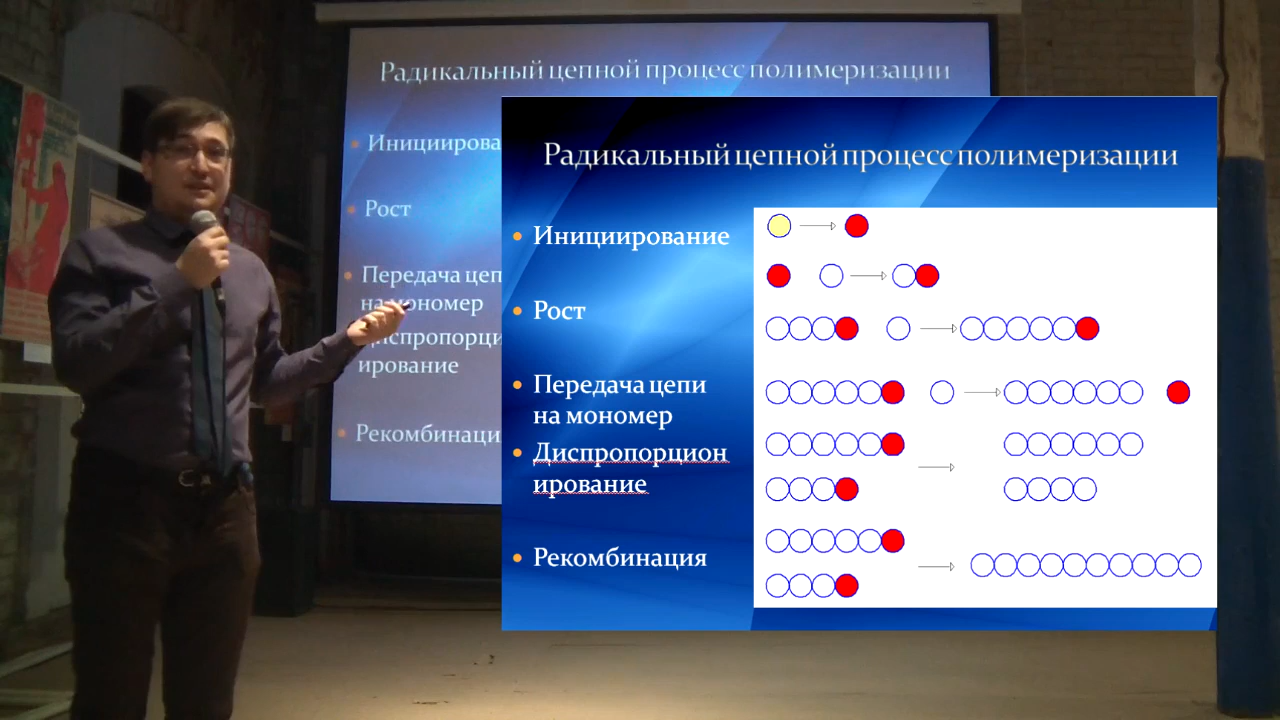 Радикальный цепной процесс полимеризации
Инициирова
Рост
Передача цеп
на мономер
испропорци
ирование
Рекомбинаци
Радикальный цепной процесс полимеризации
Инициирование
Рост
Передача цепи
на мономер
Диспропорцион
ирование
Рекомбинация